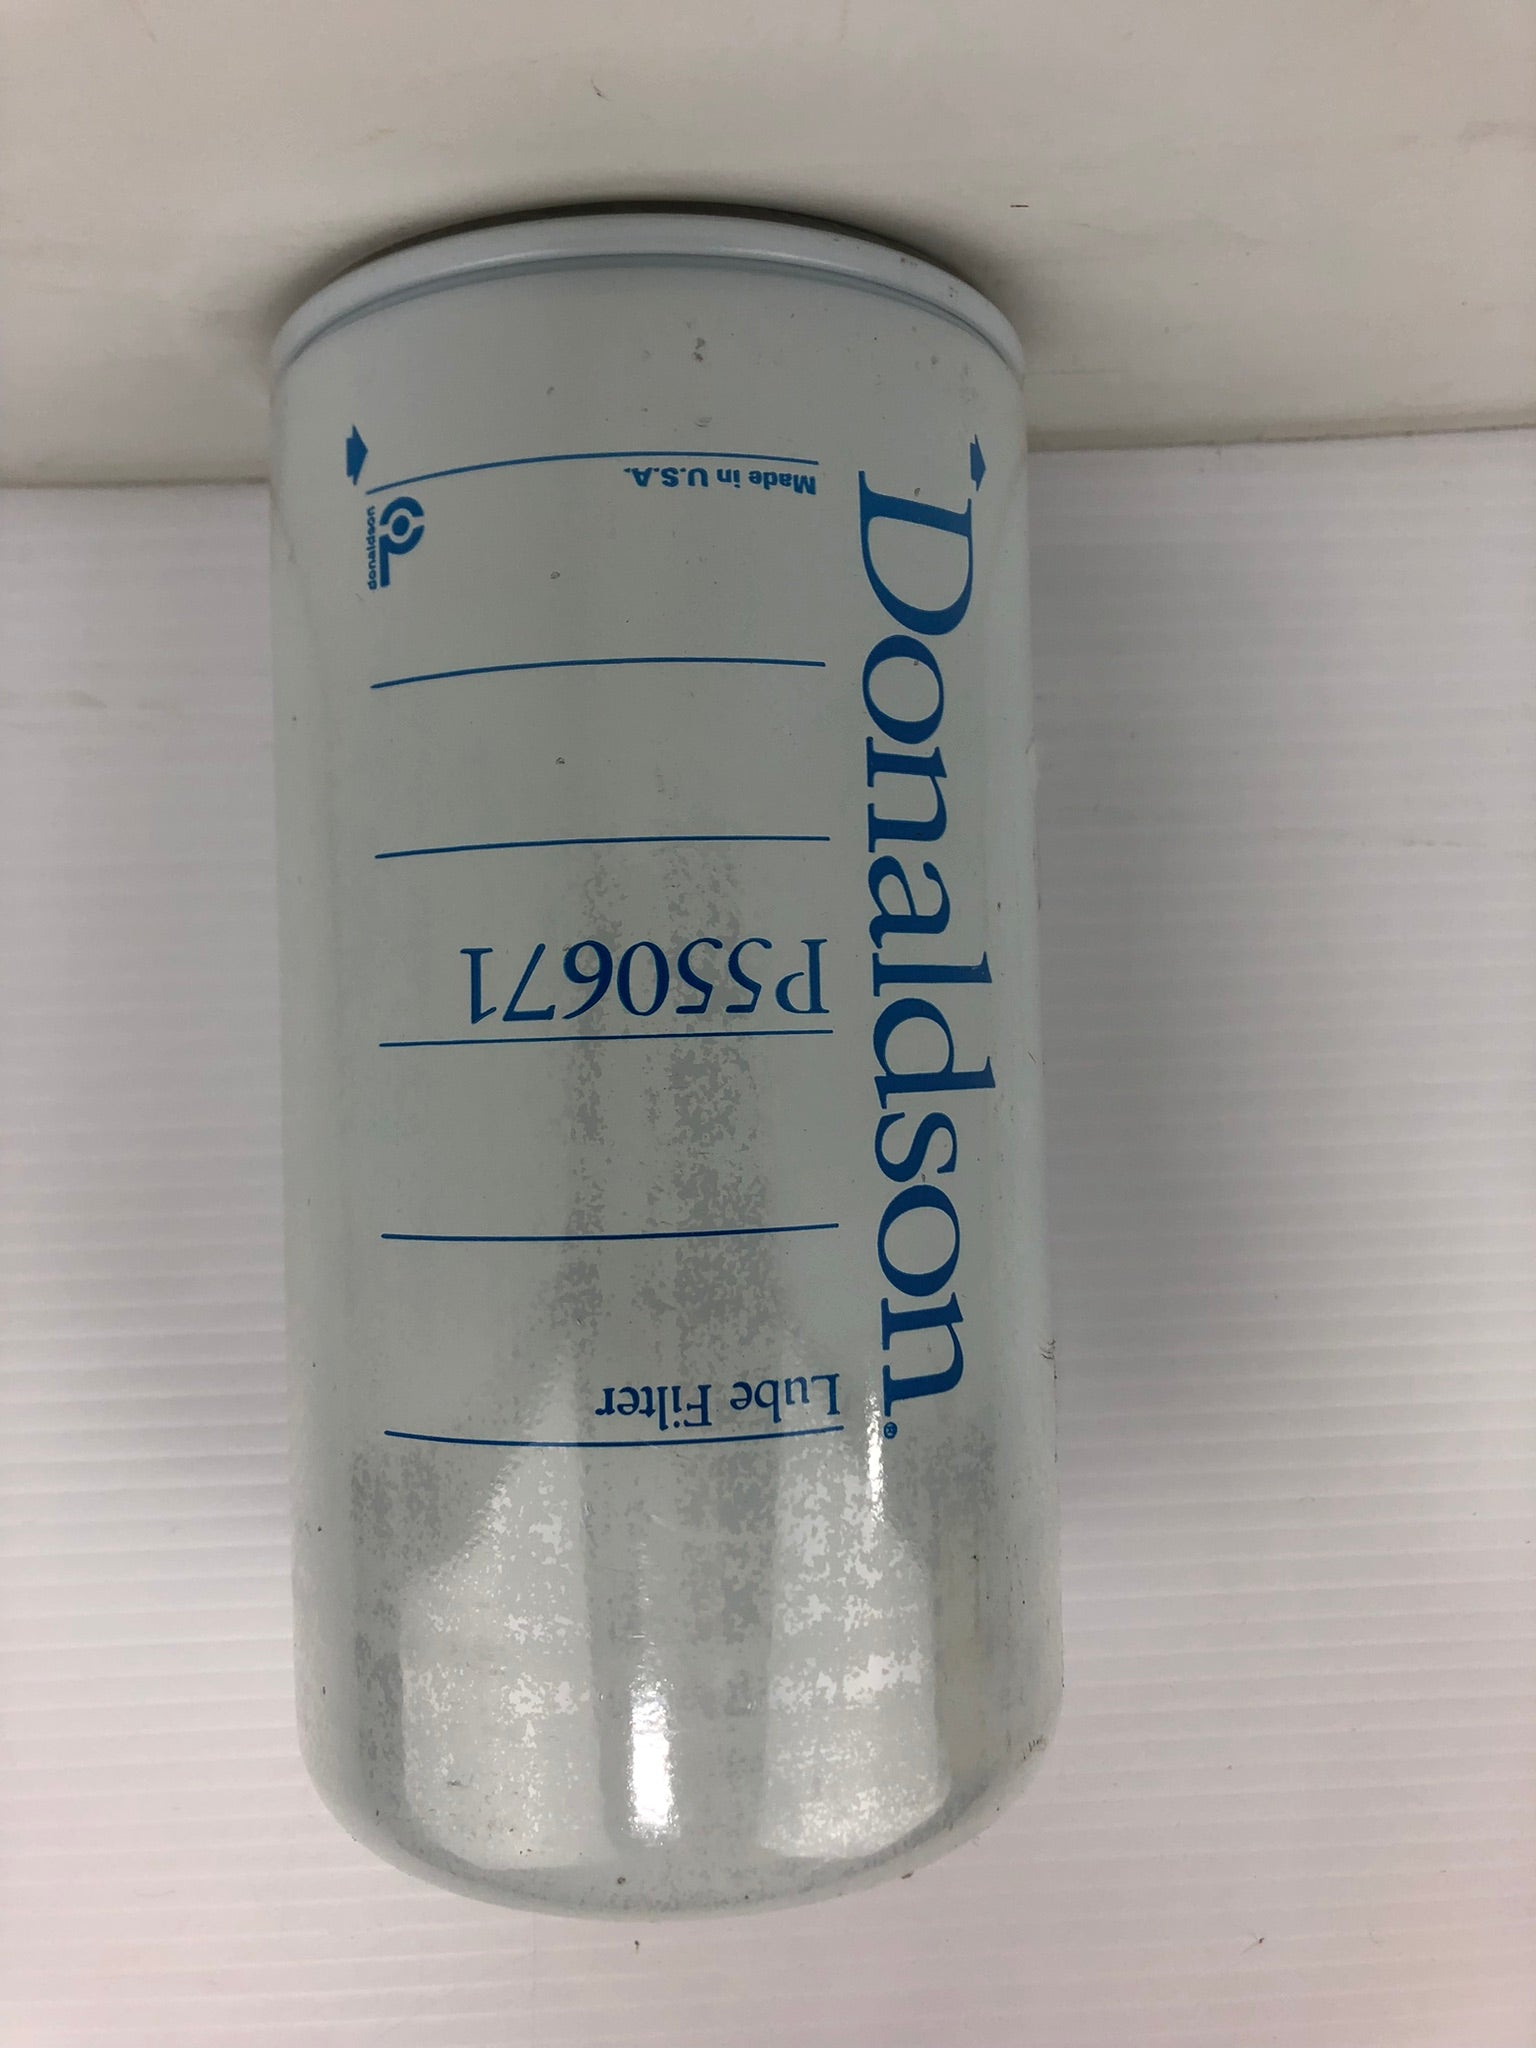 Donaldson®
Lube Filter
P550671
Made in U.S.A.
donaldson